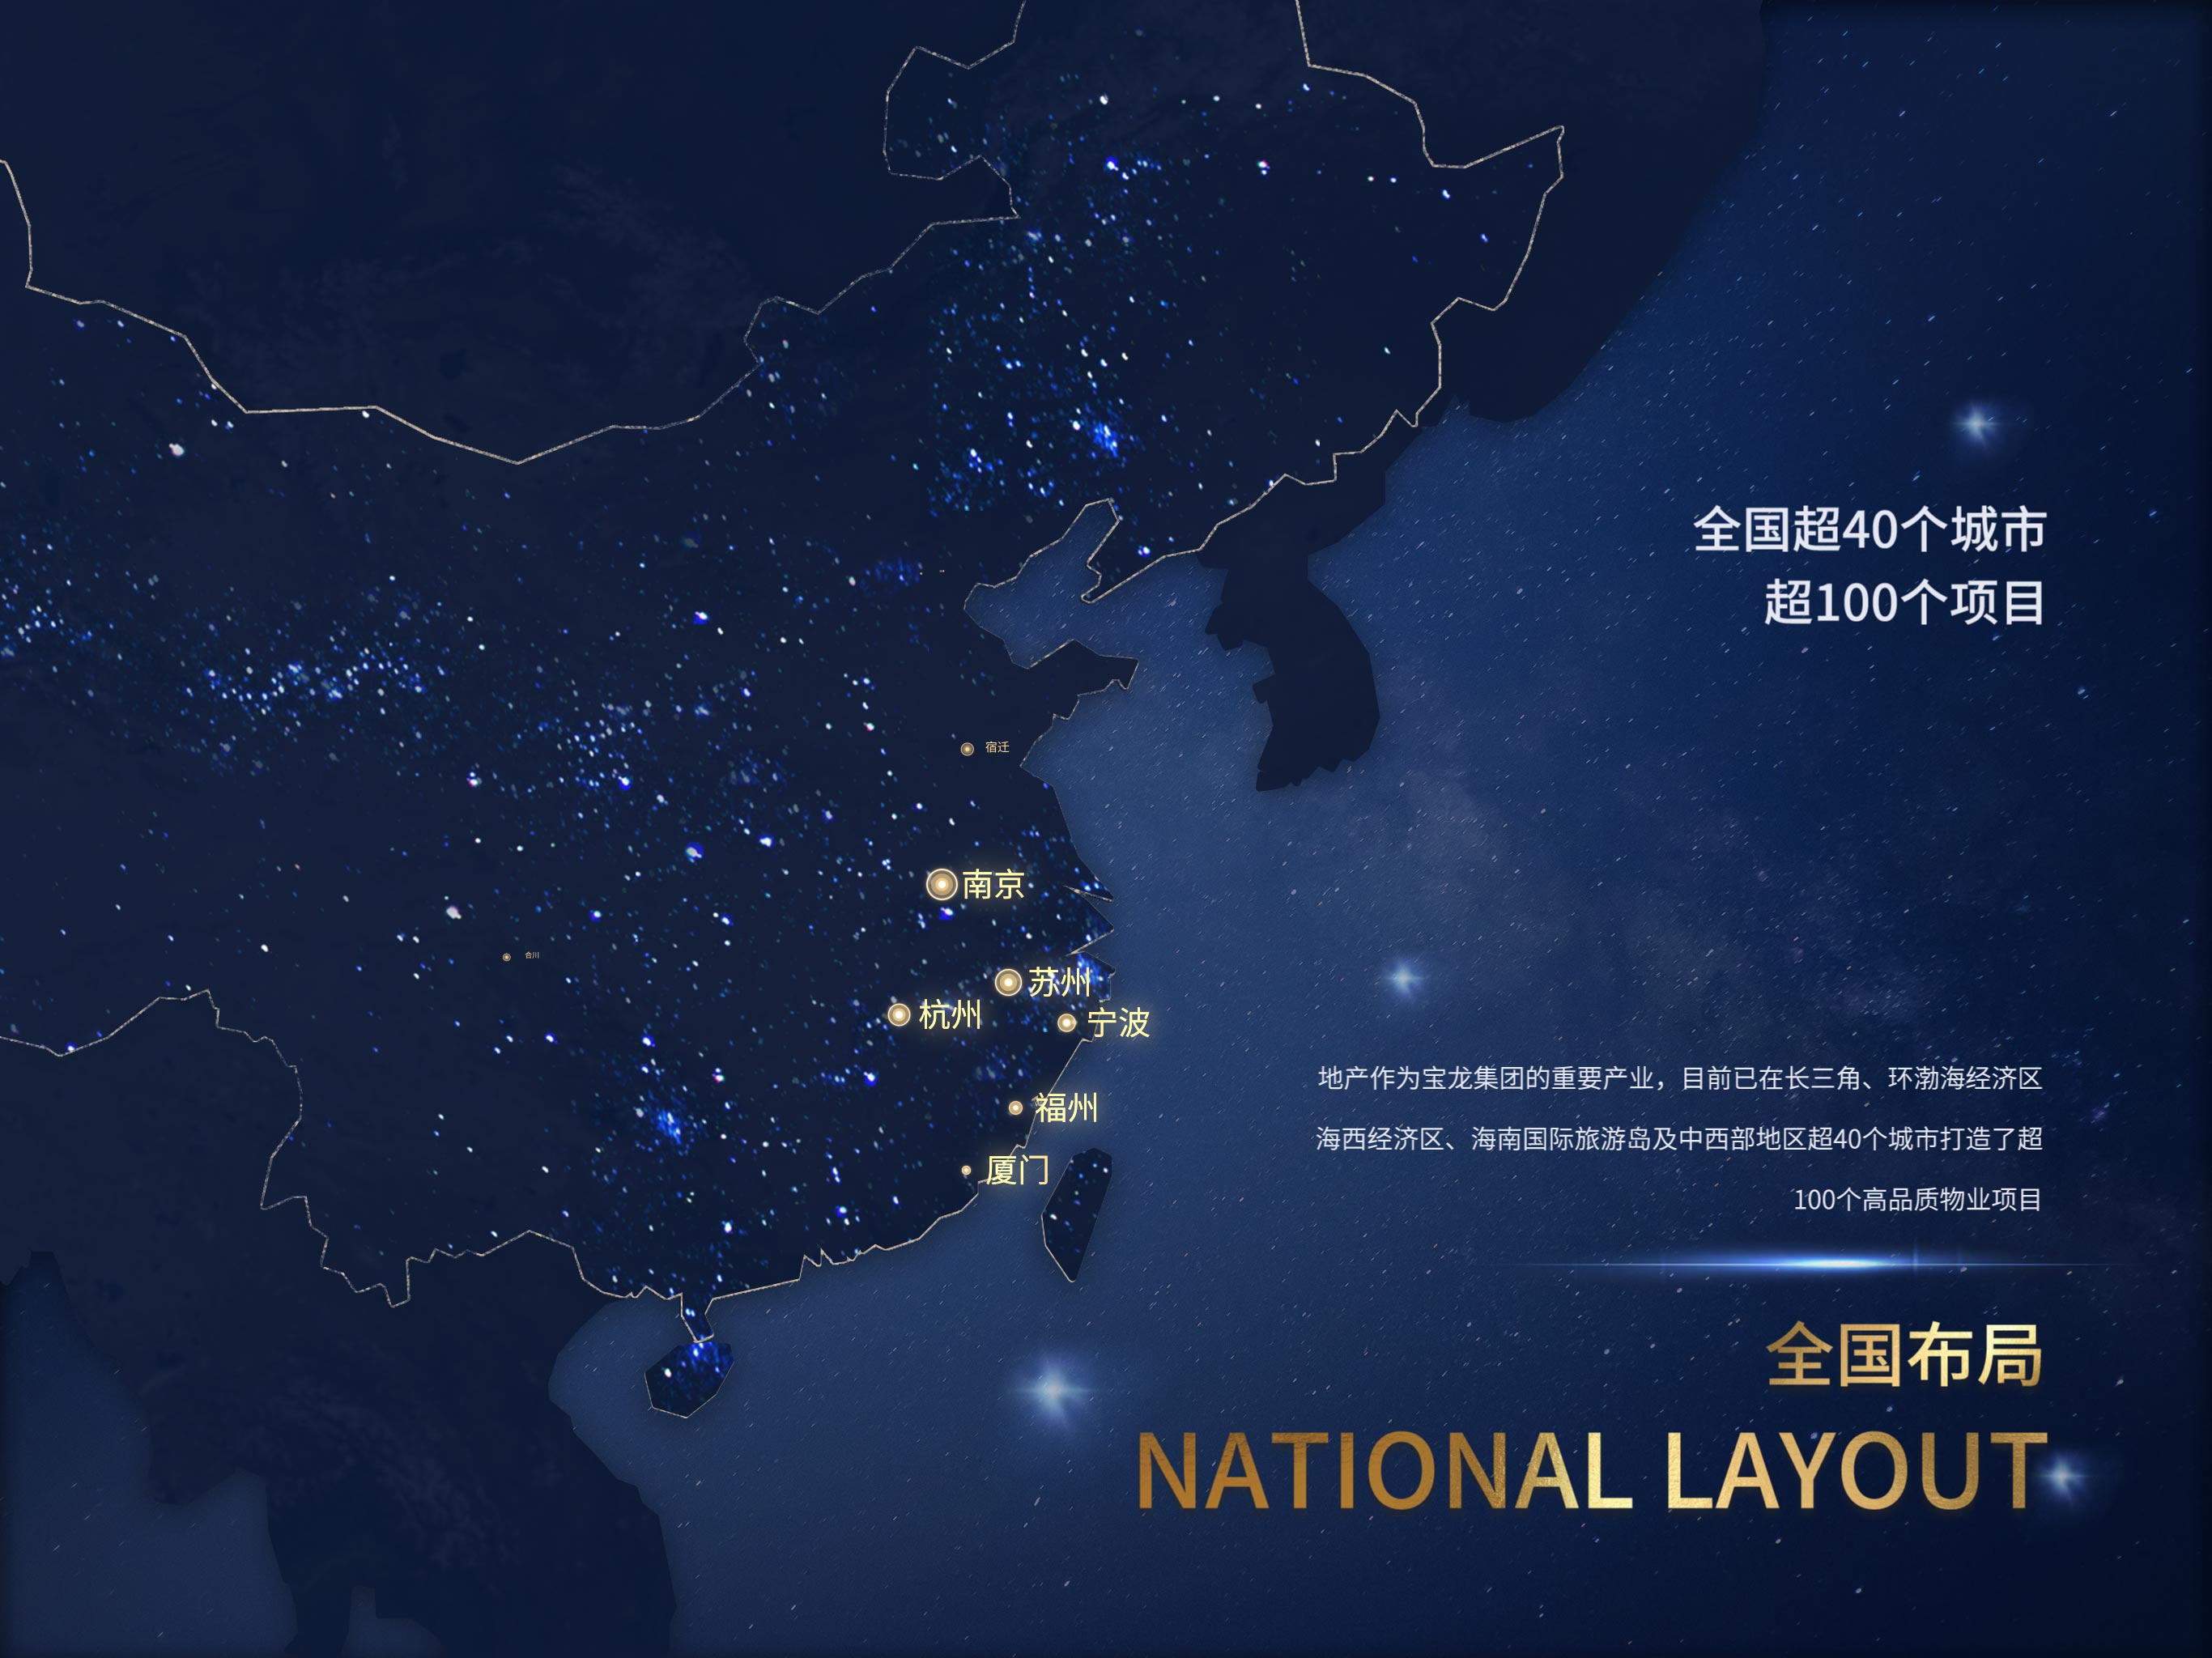 全国超40个城市
超100个项目
宿迁
南京
合川
苏州
杭州
宁波
福州
厦门
地产作为宝龙集团的重要产业，目前已在长三角、环渤海经济区
海西经济区、海南国际旅游岛及中西部地区超40个城市打造了超
100个高品质物业项目
全国布局
NATIONAL LAYOUT